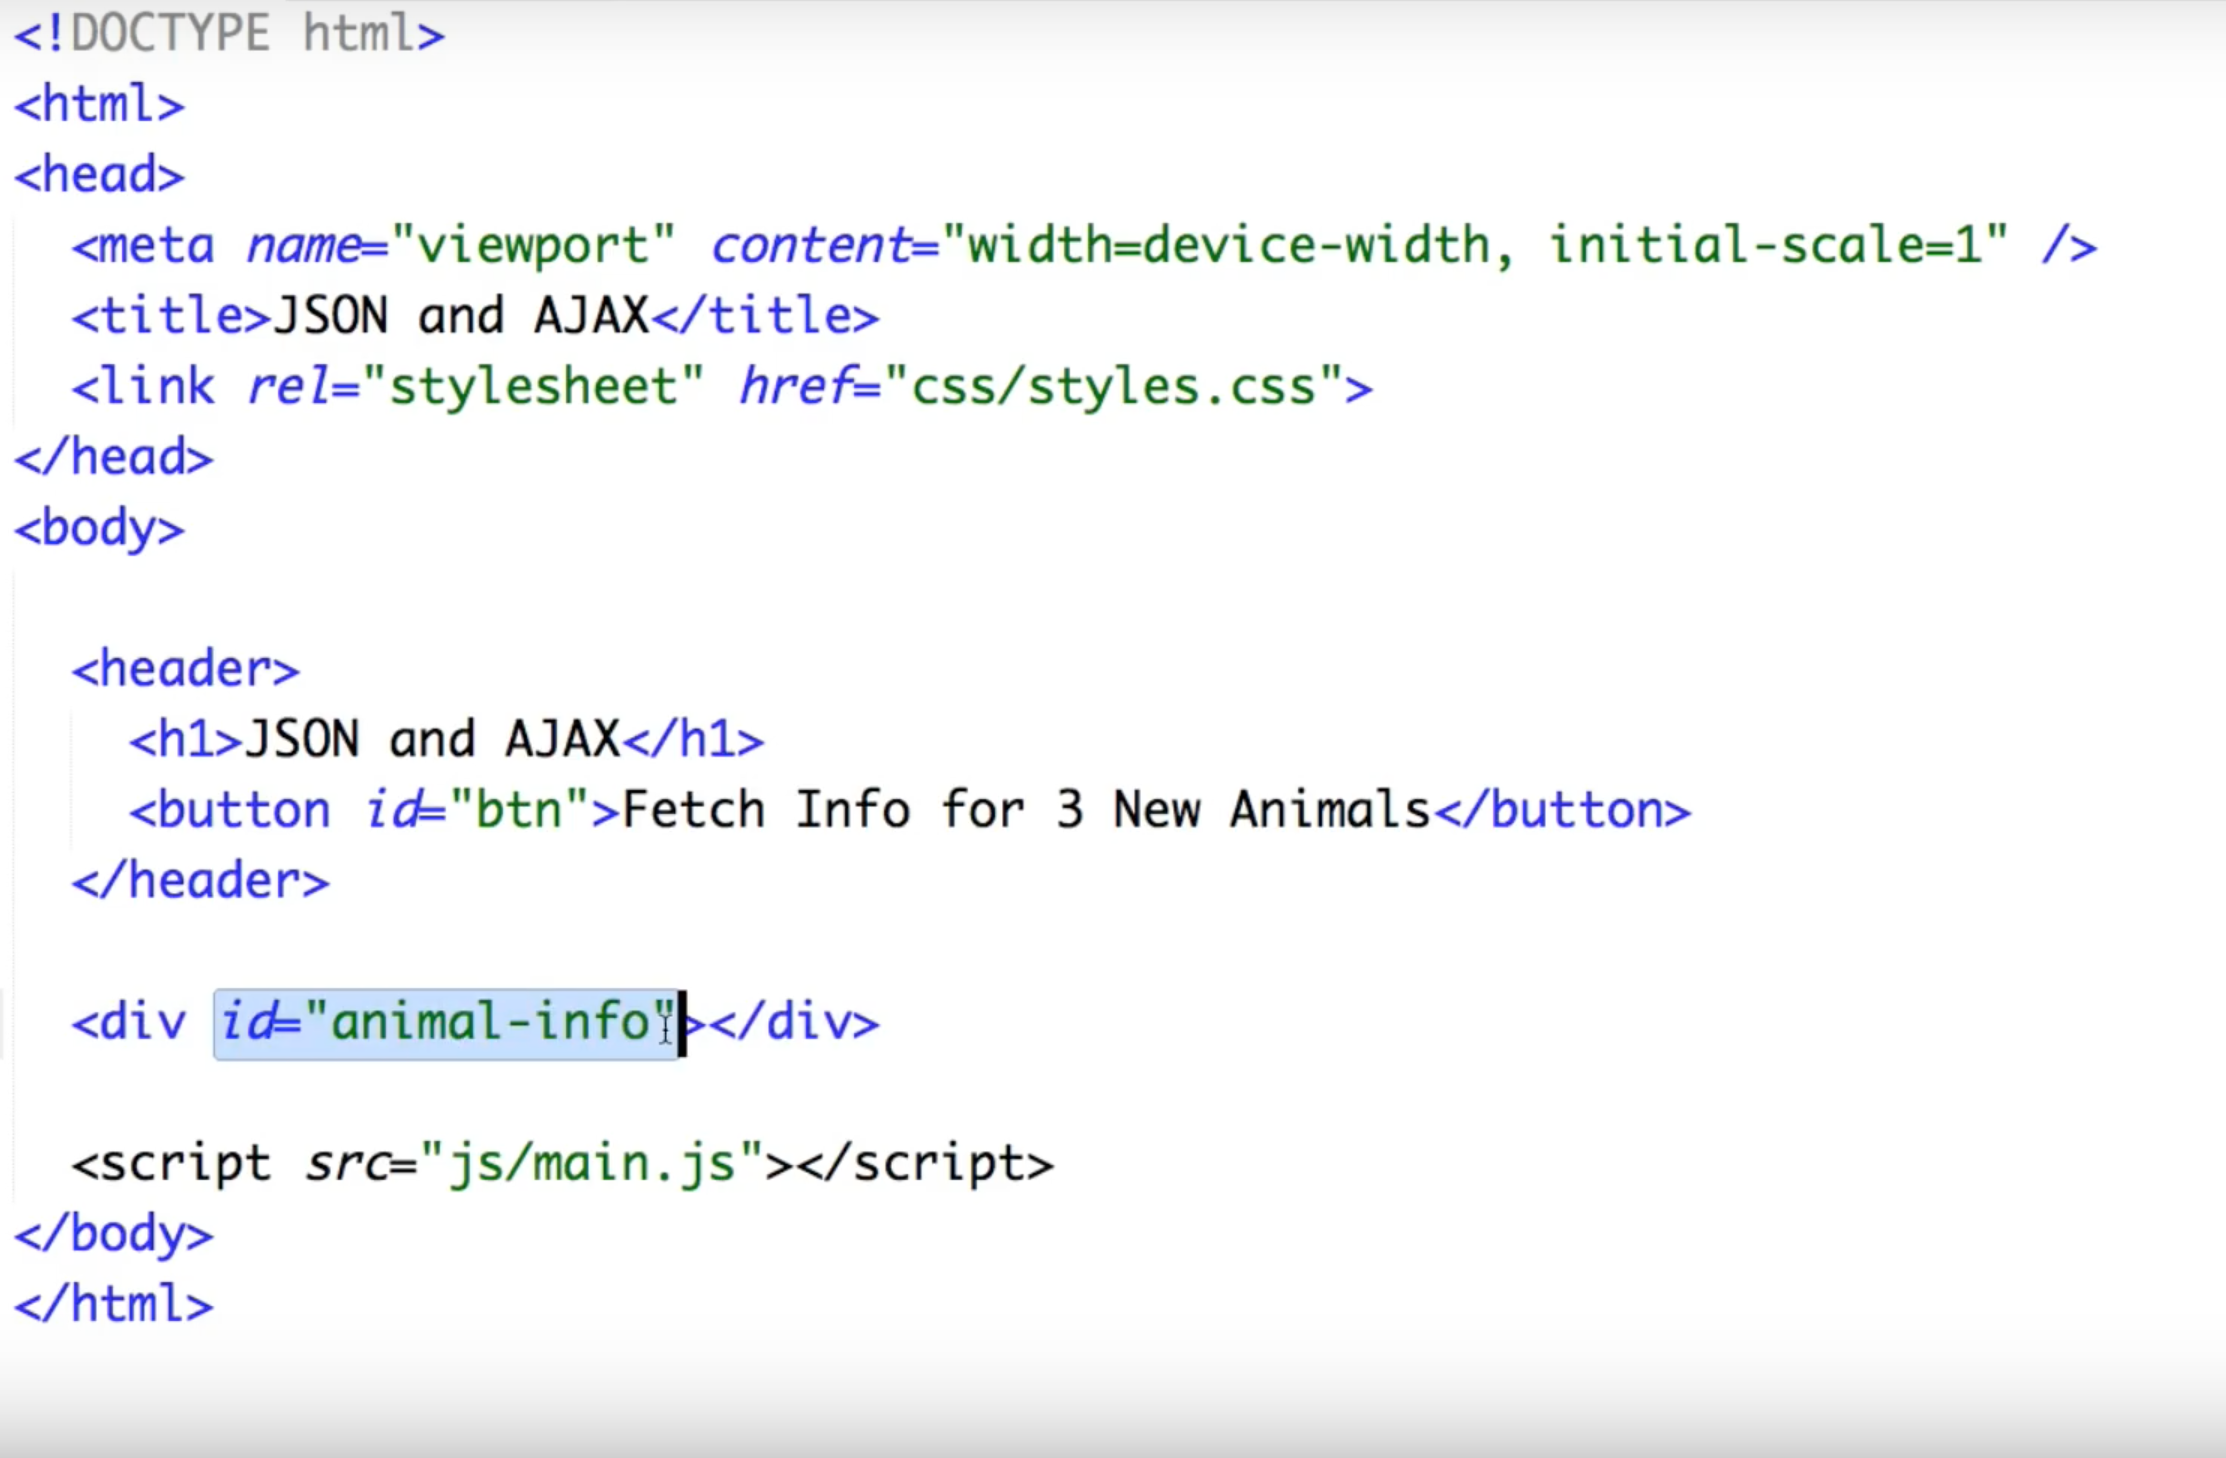 <!DOCTYPE html>
<html>
<head>
<meta name="viewport" content="width=device-width, initial-scale=1" />
<title>JSON and AJAX</title>
<link rel="stylesheet" href="css/styles.css">
</head>
<body>
<header>
<h1>JSON and AJAX</h1>
<button id="btn">Fetch Info for 3 New Animals</button>
</header>
<div id="animal-info"></div>
<script src="js/main.js"></script>
</body>
</html>